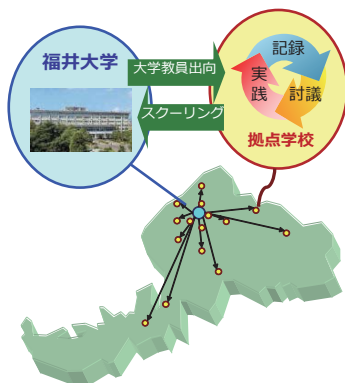 福井大学
大学教員出向
スクーリング
記録
実践
討議
拠点学校